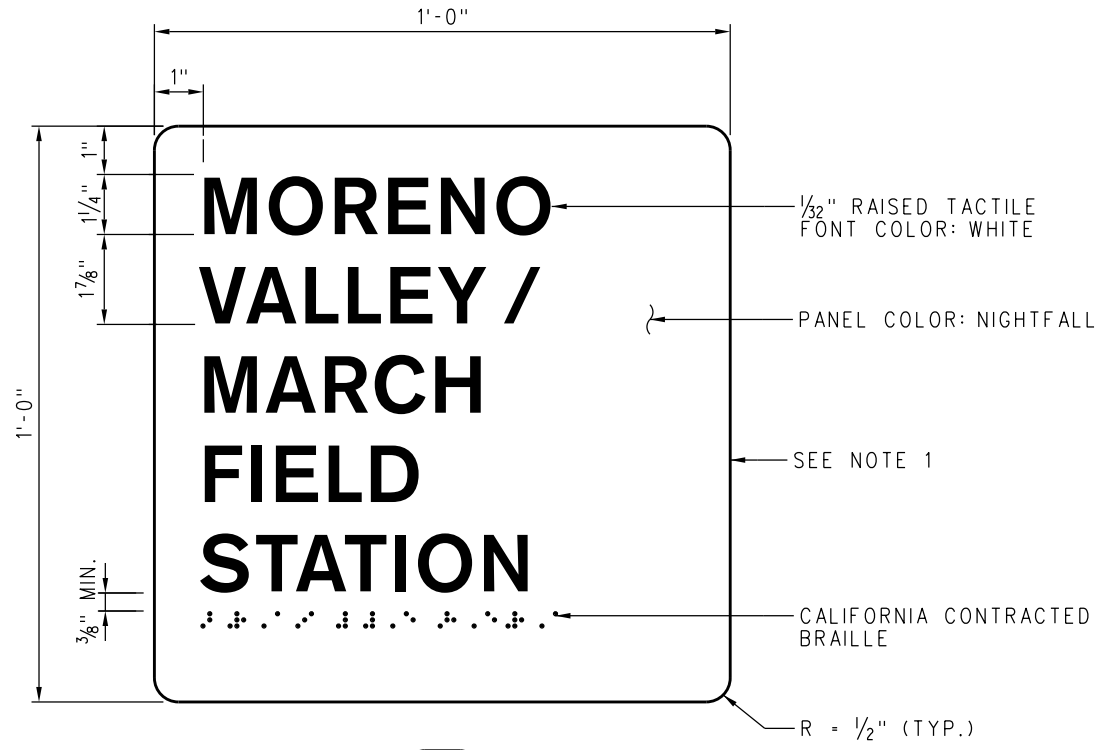 1'-0"
1"
1"
1¼"
1⅞"
1'-0"
⅜" MIN.
MORENO
VALLEY /
MARCH
FIELD
STATION
1/32" RAISED TACTILE
FONT COLOR: WHITE
PANEL COLOR: NIGHTFALL
SEE NOTE 1
CALIFORNIA CONTRACTED
BRAILLE
R = ½" (TYP.)